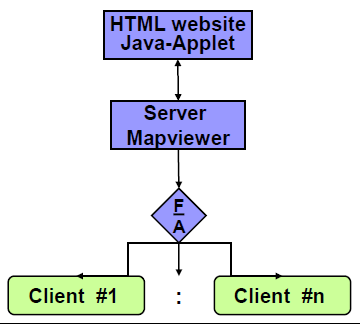 HTML website
Java-Applet
Server
Mapviewer
F
A
Client #1 : Client #n